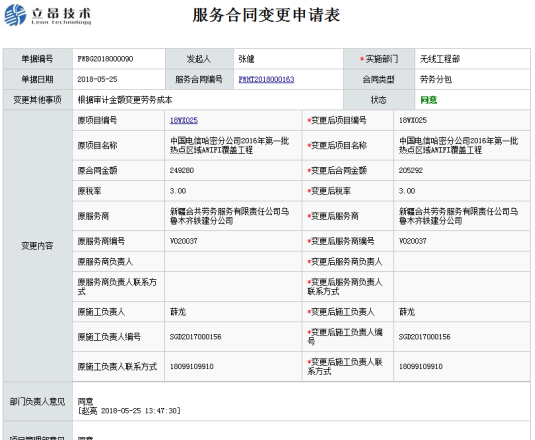 立昂技术
Leon technology
服务合同变更申请表
单据编号 FWBG2018000090 发起人 张健 *实施部门 无线工程部
单据日期 2018-05-25 服务合同编号 FWHT2018000163 合同类型 劳务分包
变更其他事项 根据审计金额变更劳务成本 状态 同意
变更内容
原项目编号 18WX025 *变更后项目编号 18WX025
原项目名称 中国电信哈密分公司2016年第一批热点区域AWIFI覆盖工程 *变更后项目名称 中国电信哈密分公司2016年第一批热点区域AWIFI覆盖工程
原合同金额 249280 *变更后合同金额 205292
原税率 3.00 *变更后税率 3.00
原服务商 新疆合共劳务服务有限责任公司乌鲁木齐铁建分公司 *变更后服务商 新疆合共劳务服务有限责任公司乌鲁木齐铁建分公司
原服务商编号 V020037 *变更后服务商编号 V020037
原服务商负责人 *变更后服务商负责人
原服务商负责人联系方式 *变更后服务商负责人联系方式
原施工负责人 薛龙 *变更后施工负责人 薛龙
原施工负责人编号 SGD2017000156 *变更后施工负责人编号 SGD2017000156
原施工负责人联系方式 18099109910 *变更后施工负责人联系方式 18099109910
部门负责人意见 同意
[赵亮 2018-05-25 13:47:30]
项目管理部意见 同意